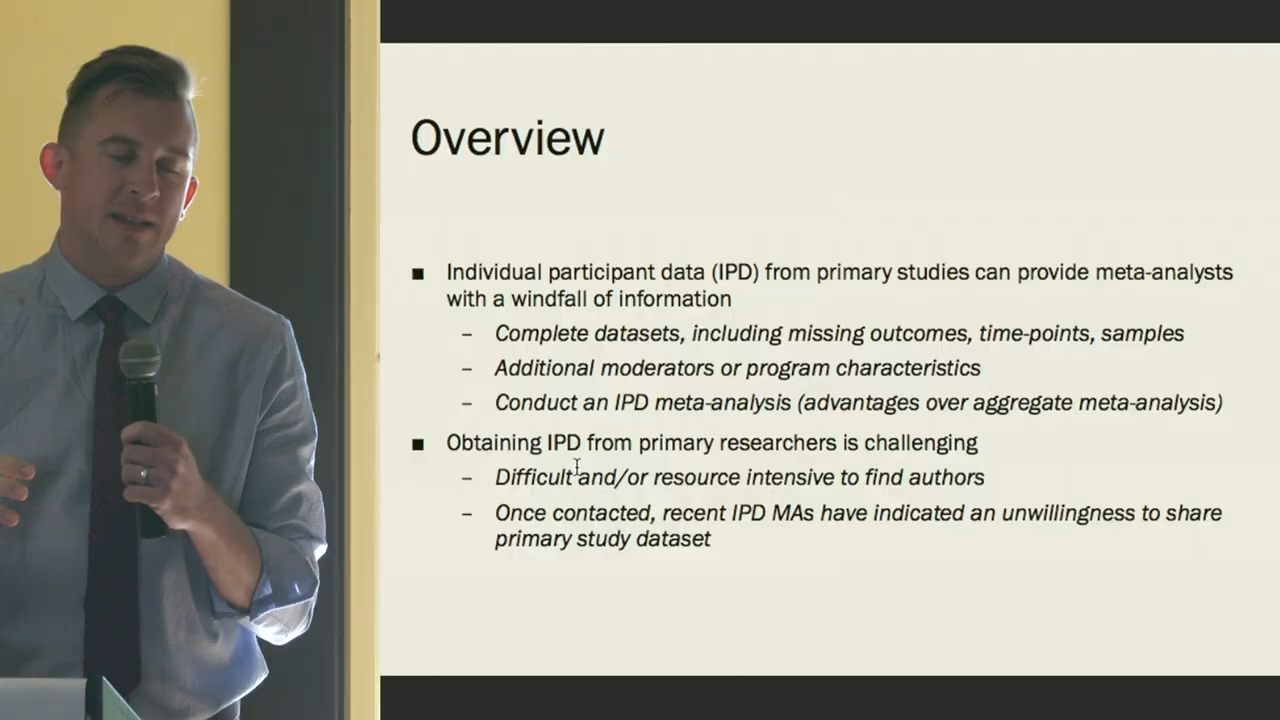 Overview
■ Individual participant data (IPD) from primary studies can provide meta-analysts
with a windfall of information
– Complete datasets, including missing outcomes, time-points, samples
– Additional moderators or program characteristics
– Conduct an IPD meta-analysis (advantages over aggregate meta-analysis)
■ Obtaining IPD from primary researchers is challenging
– Difficult and/or resource intensive to find authors
– Once contacted, recent IPD MAs have indicated an unwillingness to share
primary study dataset